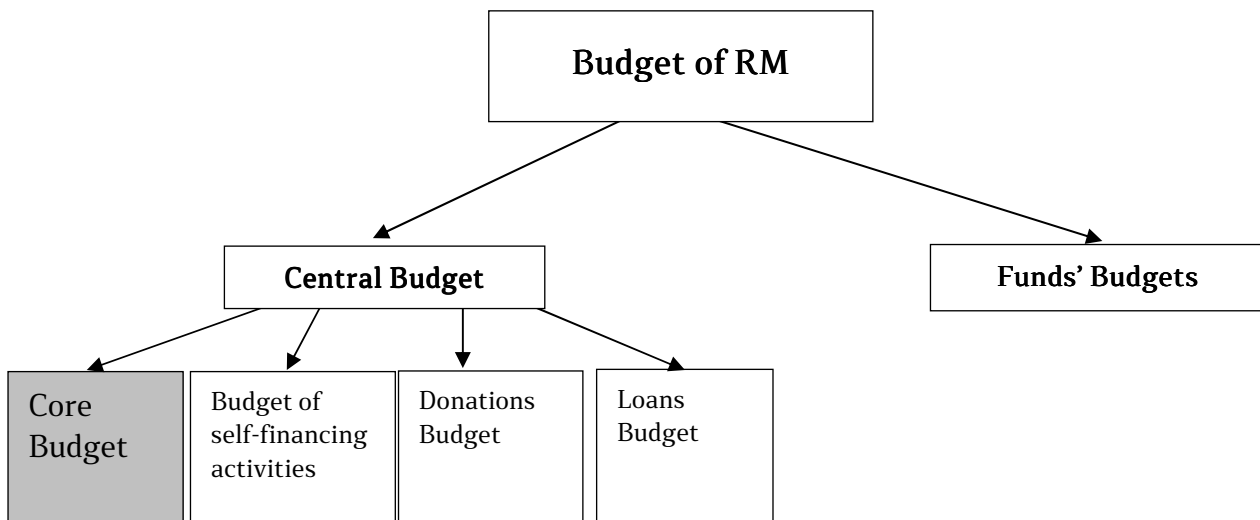 Budget of RM
Central Budget
Funds’ Budgets
Core
Budget
Budget of
self-financing
activities
Donations
Budget
Loans
Budget